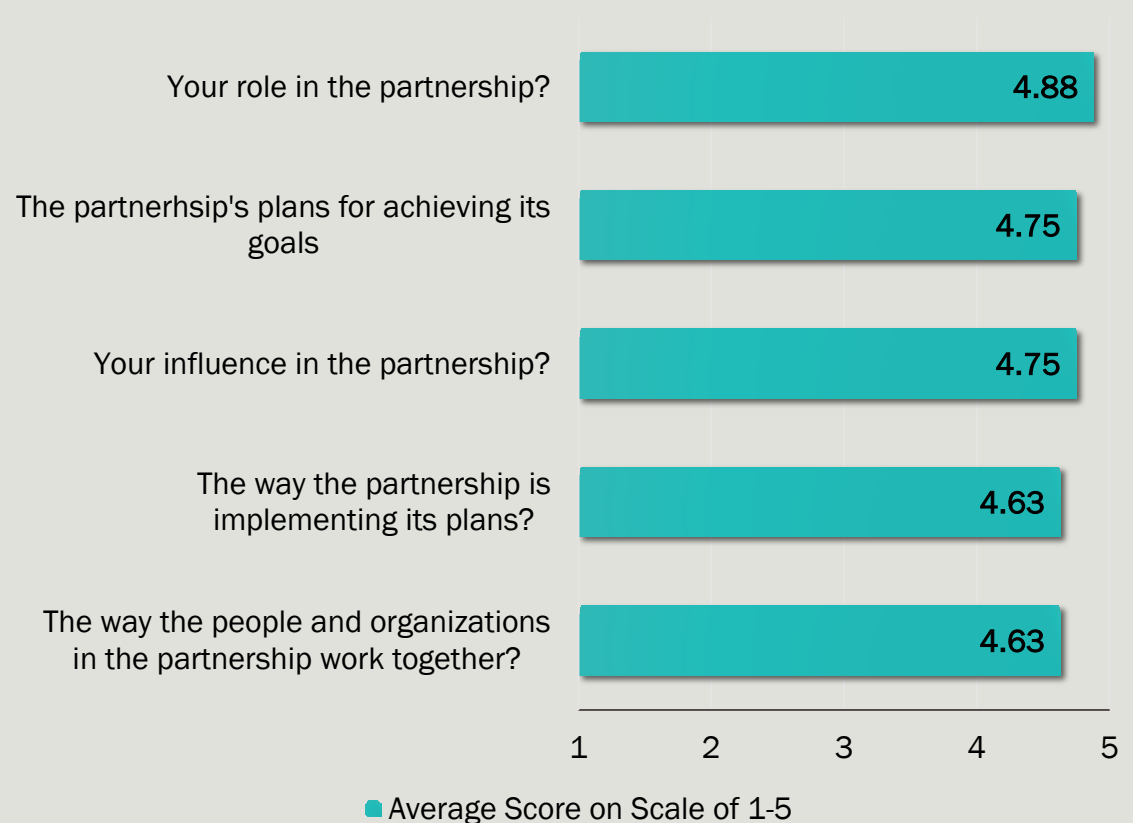 Your role in the partnership?
4.88
The partnerhsip's plans for achieving its
goals
4.75
Your influence in the partnership?
4.75
The way the partnership is
implementing its plans?
4.63
The way the people and organizations
in the partnership work together?
4.63
1 2 3 4 5
Average Score on Scale of 1-5